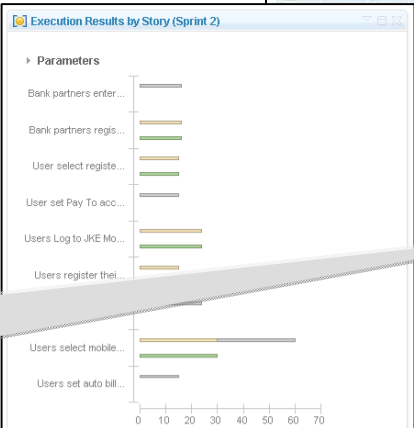 Execution Results by Story (Sprint 2)
Parameters
Bank partners enter...
Bank partners regis...
User select registe...
User set Pay To acc...
Users Log to JKE Mo...
Users register thei...
Users select mobile...
Users set auto bill...
0 10 20 30 40 50 60 70